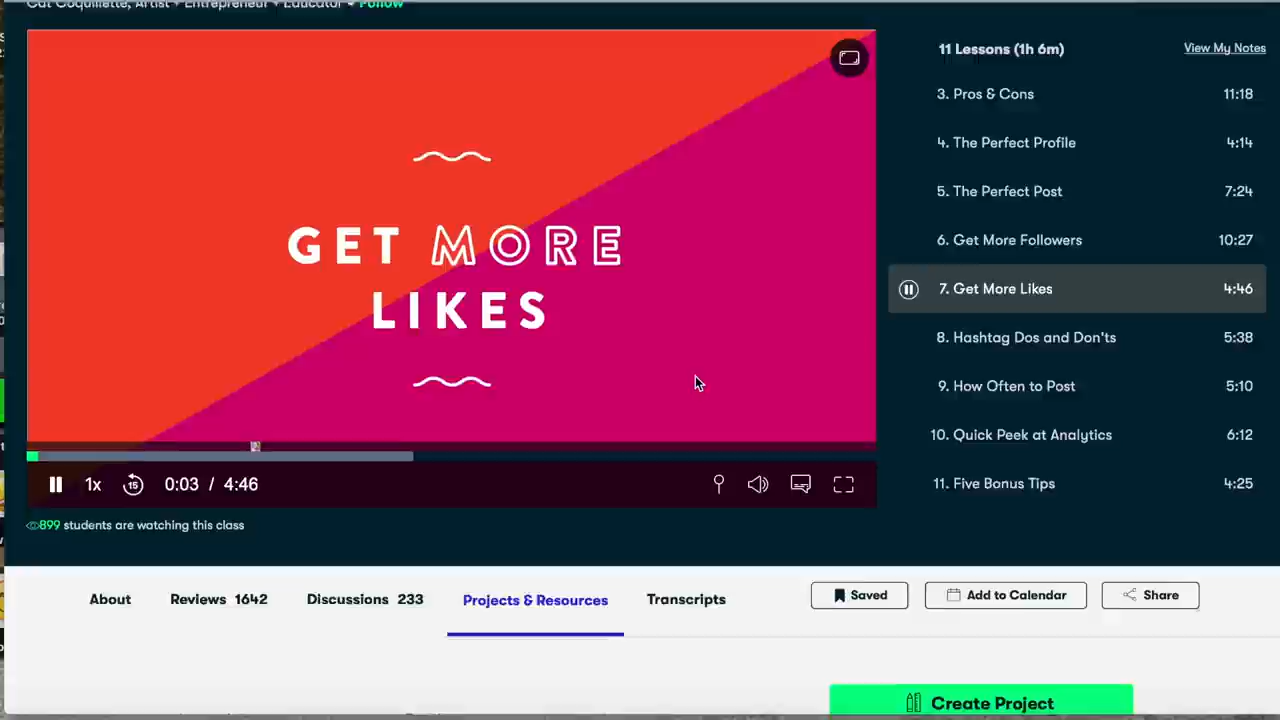 Cat Coquillette, Artist + Entrepreneur + Educator • Follow
GET MORE
LIKES
1x
15
0:03 / 4:46
899 students are watching this class
11 Lessons (1h 6m)
View My Notes
3. Pros & Cons 11:18
4. The Perfect Profile 4:14
5. The Perfect Post 7:24
6. Get More Followers 10:27
7. Get More Likes 4:46
8. Hashtag Dos and Don'ts 5:38
9. How Often to Post 5:10
10. Quick Peek at Analytics 6:12
11. Five Bonus Tips 4:25
About Reviews 1642 Discussions 233 Projects & Resources Transcripts
Saved Add to Calendar Share
Create Project